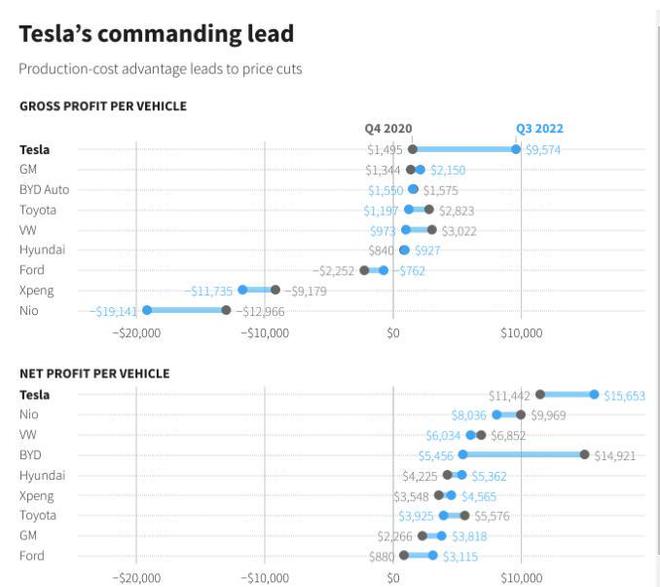 Tesla’s commanding lead
Production-cost advantage leads to price cuts
GROSS PROFIT PER VEHICLE
Q4 2020 Q3 2022
Tesla $1,495 $9,574
GM $1,344 $2,150
BYD Auto $1,550 $1,575
Toyota $1,197 $2,823
VW $973 $3,022
Hyundai $840 $927
Ford −$2,252 −$762
Xpeng −$11,735 −$9,179
Nio −$19,141 −$12,966
−$20,000 −$10,000 $0 $10,000
NET PROFIT PER VEHICLE
Tesla $11,442 $15,653
Nio $8,036 $9,969
VW $6,034 $6,852
BYD $5,456 $14,921
Hyundai $4,225 $5,362
Xpeng $3,548 $4,565
Toyota $3,925 $5,576
GM $2,266 $3,818
Ford $880 $3,115
−$20,000 −$10,000 $0 $10,000